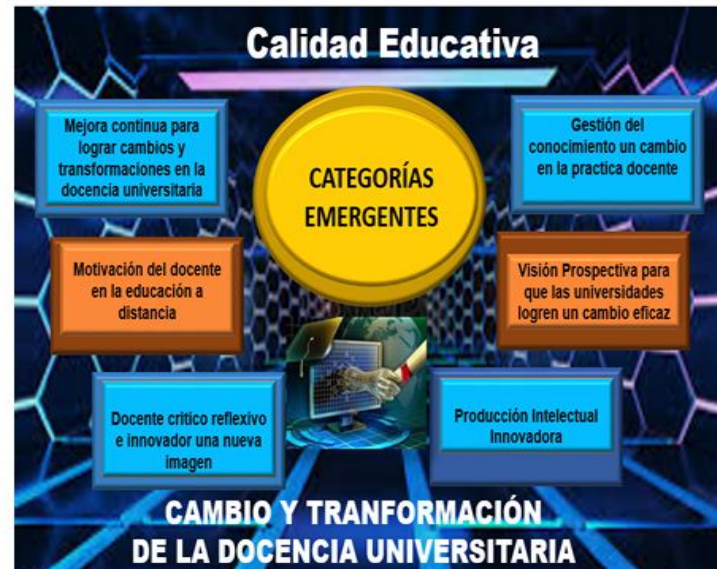 Calidad Educativa
Mejora continua para
lograr cambios y
transformaciones en la
docencia universitaria
CATEGORÍAS
EMERGENTES
Gestión del
conocimiento un cambio
en la practica docente
Motivación del docente
en la educación a
distancia
Visión Prospectiva para
que las universidades
logren un cambio eficaz
Docente critico reflexivo
e innovador una nueva
imagen
Producción Intelectual
Innovadora
CAMBIO Y TRANFORMACIÓN
DE LA DOCENCIA UNIVERSITARIA